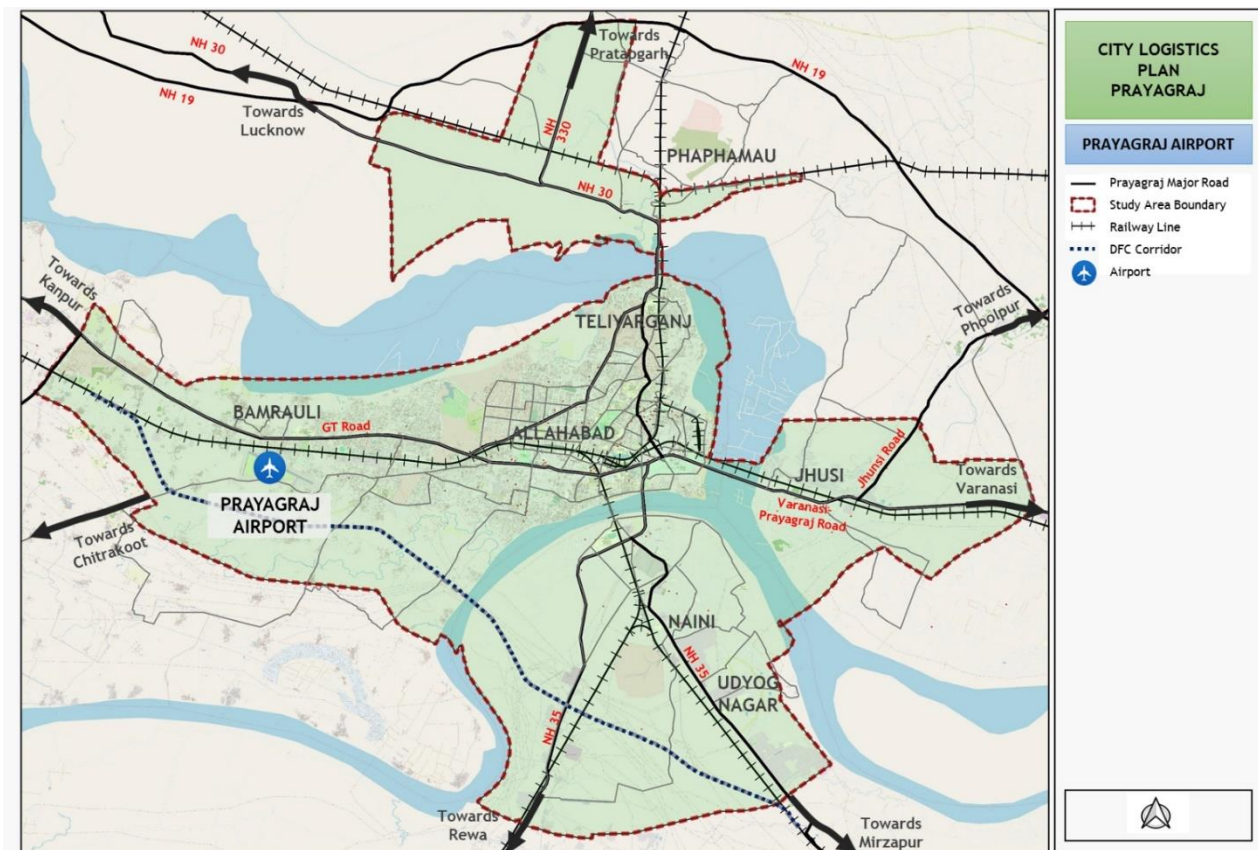 NH 30
Towards
Pratapgarh
NH 19
NH 19
Towards
Lucknow
NH
330
PHAPHAMAU
NH 30
Towards
Kanpur
TELIYARGANJ
Towards
Phoolpur
BAMRAULI
GT Road
ALLAHABAD
JHUSI
Jhunsi Road
Towards
Varanasi
Varanasi-
Prayagraj Road
PRAYAGRAJ
AIRPORT
Towards
Chitrakoot
NAINI
NH 35
UDYOG
NAGAR
NH 35
Towards
Rewa
Towards
Mirzapur
CITY LOGISTICS
PLAN
PRAYAGRAJ
PRAYAGRAJ AIRPORT
Prayagraj Major Road
Study Area Boundary
Railway Line
DFC Corridor
Airport